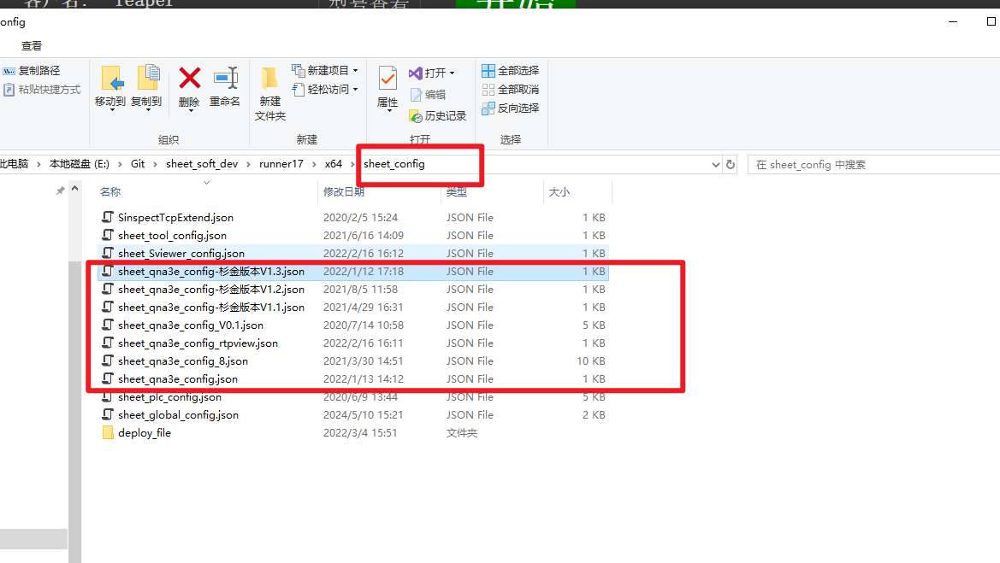 客户名： Teaper
型号查看
开始
onfig
查看
复制路径
粘贴快捷方式
移动到
复制到
删除
重命名
组织
新建
文件夹
新建项目
轻松访问
新建
属性
打开
编辑
历史记录
打开
全部选择
全部取消
反向选择
选择
此电脑 > 本地磁盘 (E:) > Git > sheet_soft_dev > runner17 > x64 > sheet_config
在 sheet_config 中搜索
名称 修改日期 类型 大小
SinspectTcpExtend.json 2020/2/5 15:24 JSON File 1 KB
sheet_tool_config.json 2021/6/16 14:09 JSON File 1 KB
sheet_Sviewer_config.json 2022/2/16 16:12 JSON File 1 KB
sheet_qna3e_config-杉金版本V1.3.json 2022/1/12 17:18 JSON File 1 KB
sheet_qna3e_config-杉金版本V1.2.json 2021/8/5 11:58 JSON File 1 KB
sheet_qna3e_config-杉金版本V1.1.json 2021/4/29 16:31 JSON File 1 KB
sheet_qna3e_config_V0.1.json 2020/7/14 10:58 JSON File 5 KB
sheet_qna3e_config_rtpview.json 2022/2/16 16:11 JSON File 1 KB
sheet_qna3e_config_8.json 2021/3/30 14:51 JSON File 10 KB
sheet_qna3e_config.json 2022/1/13 14:12 JSON File 1 KB
sheet_plc_config.json 2020/6/9 13:44 JSON File 5 KB
sheet_global_config.json 2024/5/10 15:21 JSON File 2 KB
deploy_file 2022/3/4 15:51 文件夹